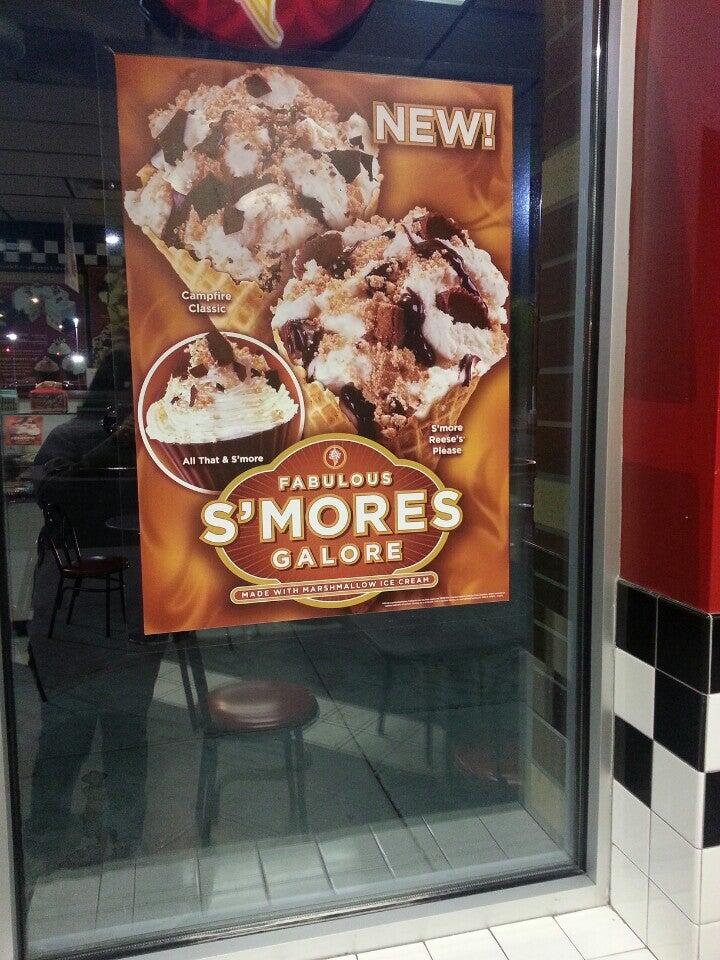 NEW!
Campfire
Classic
S'more
Reese's
Please
All That & S'more
FABULOUS
S'MORES
GALORE
MADE WITH MARSHMALLOW ICE CREAM